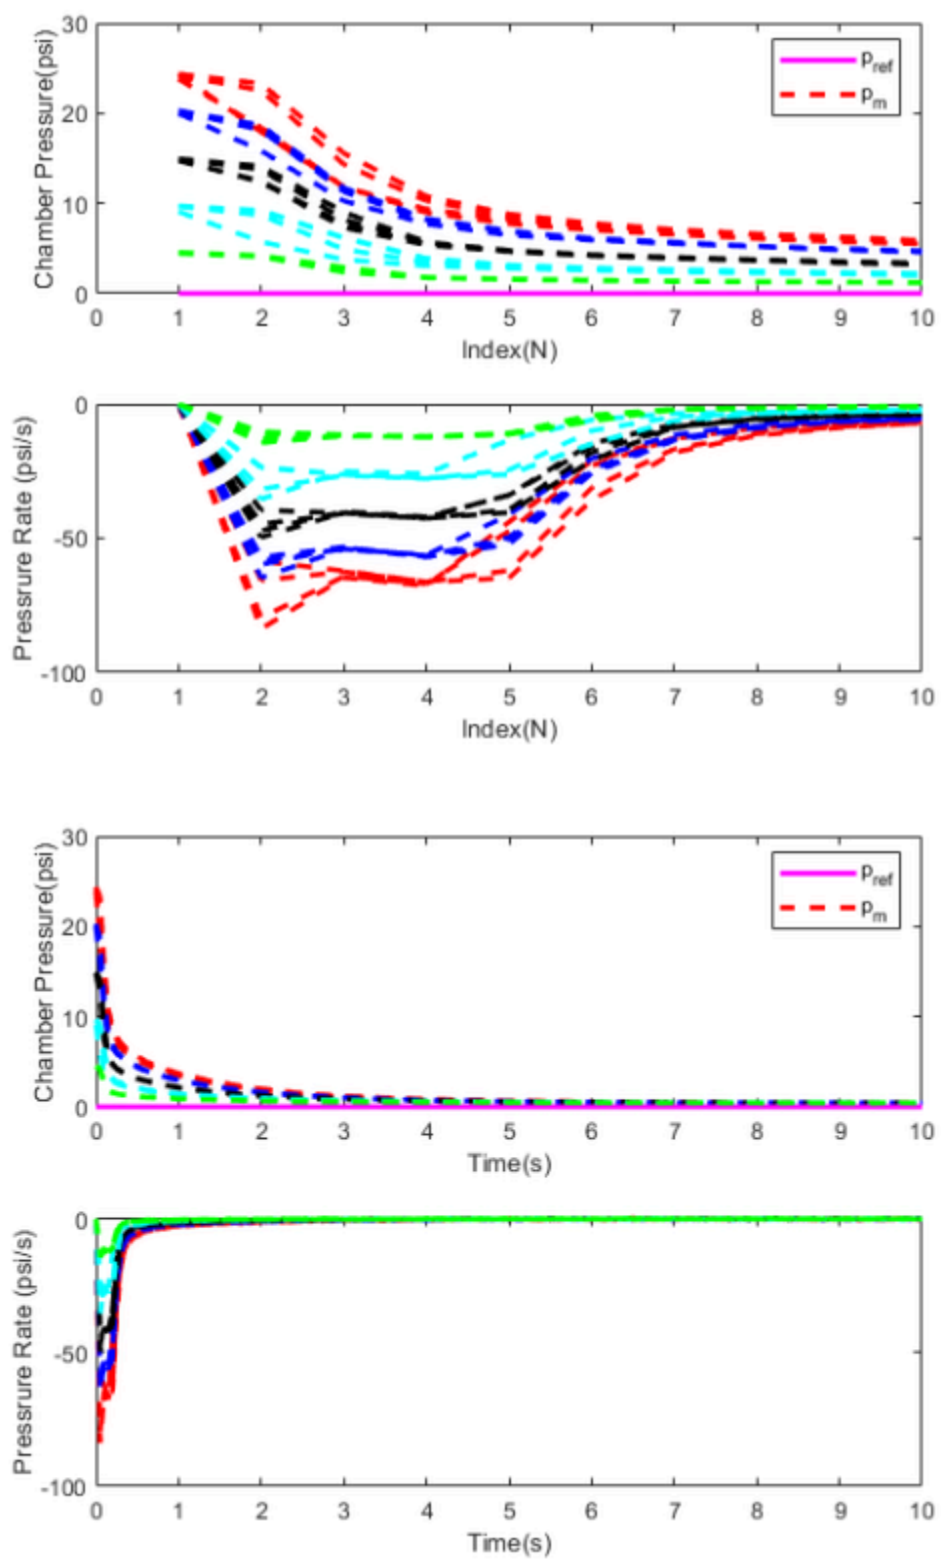 Chamber Pressure(psi)
30
20
10
0
p_ref
p_m
0 1 2 3 4 5 6 7 8 9 10
Index(N)
Pressrure Rate (psi/s)
0
-50
-100
0 1 2 3 4 5 6 7 8 9 10
Index(N)
Chamber Pressure(psi)
30
20
10
0
p_ref
p_m
0 1 2 3 4 5 6 7 8 9 10
Time(s)
Pressrure Rate (psi/s)
0
-50
-100
0 1 2 3 4 5 6 7 8 9 10
Time(s)